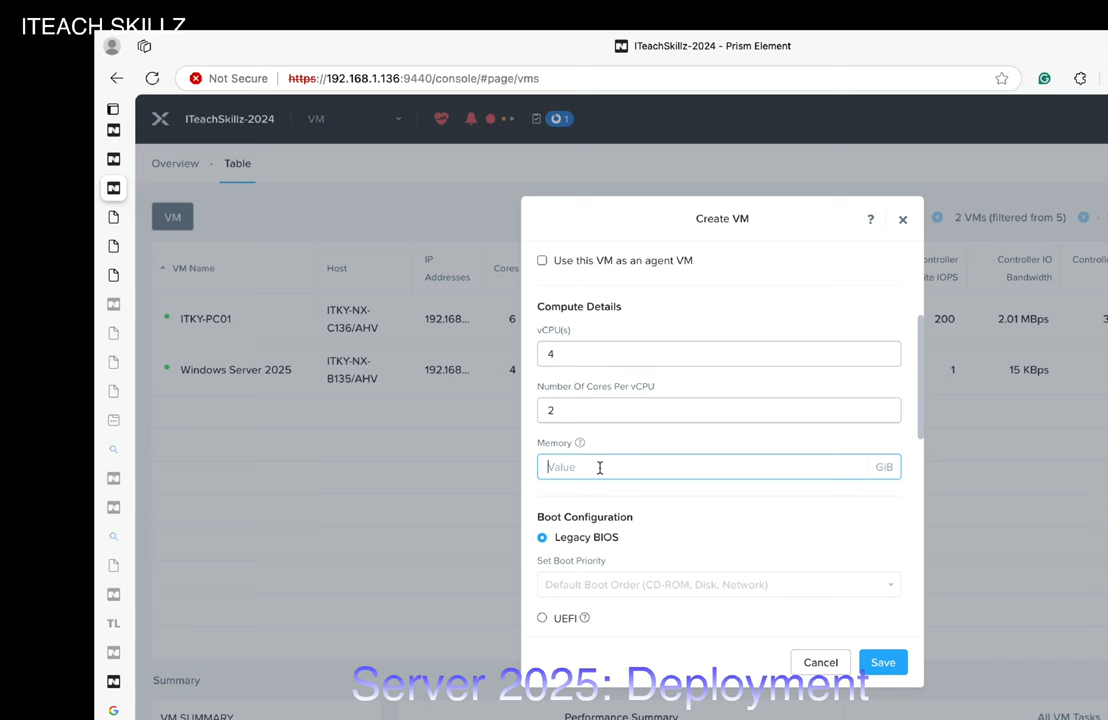 ITEACH SKILLZ
ITeachSkillz-2024 - Prism Element
Not Secure https://192.168.1.136:9440/console/#page/vms
ITeachSkillz-2024 VM 1
Overview · Table
VM
2 VMs (filtered from 5)
VM Name Host IP Addresses Cores
Controller IO Bandwidth
ITKY-PC01 ITKY-NX-C136/AHV 192.168... 6 200 2.01 MBps
Windows Server 2025 ITKY-NX-B135/AHV 192.168... 4 1 15 KBps
Create VM ?
Use this VM as an agent VM
Compute Details
vCPU(s)
4
Number Of Cores Per vCPU
2
Memory ?
Value GiB
Boot Configuration
Legacy BIOS
Set Boot Priority
Default Boot Order (CD-ROM, Disk, Network)
UEFI ?
Cancel Save
Server 2025: Deployment
TL
Summary
VM SUMMARY
Performance Summary
All VM Tasks